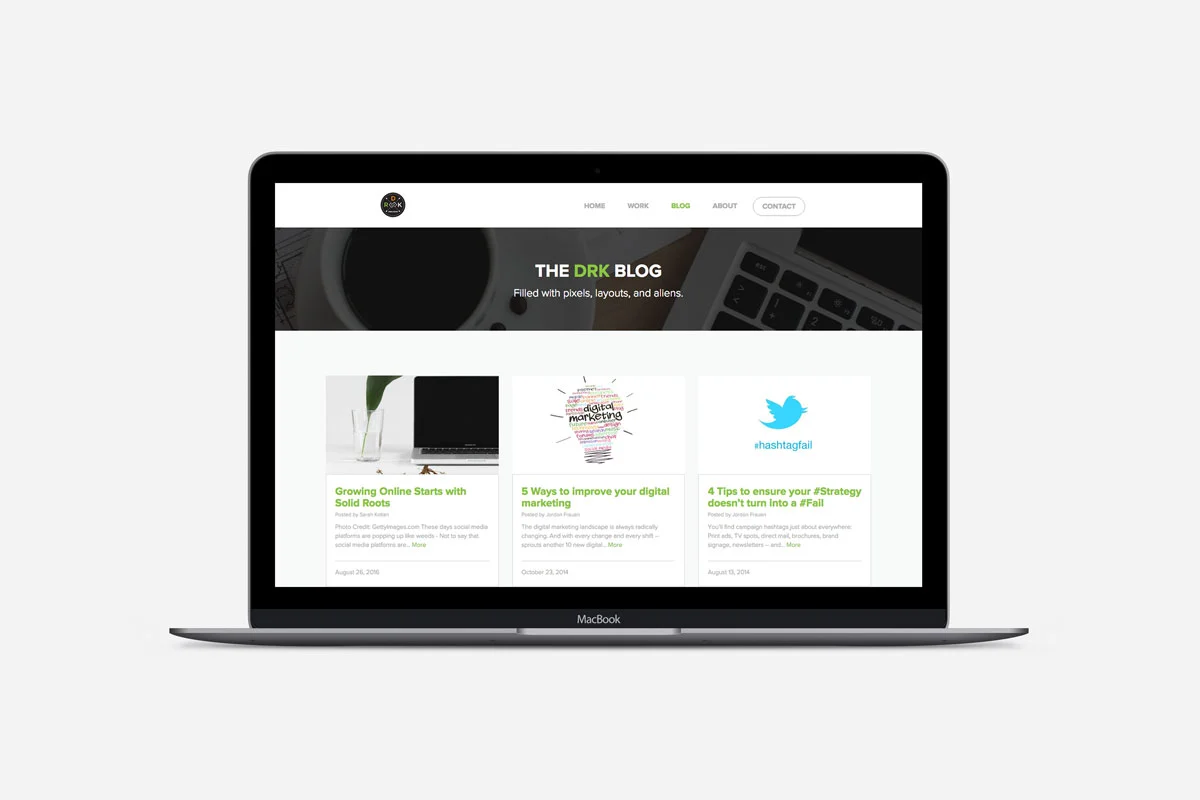 D
R K
HOME WORK BLOG ABOUT CONTACT
THE DRK BLOG
Filled with pixels, layouts, and aliens.
esc
digital
marketing
#hashtagfail
Growing Online Starts with
Solid Roots
Posted by Sarah Kotlan
Photo Credit: GettyImages.com These days social media
platforms are popping up like weeds - Not to say that
social media platforms are... More
August 26, 2016
5 Ways to improve your digital
marketing
Posted by Jordan Frauen
The digital marketing landscape is always radically
changing. And with every change and every shift –
sprouts another 10 new digital... More
October 23, 2014
4 Tips to ensure your #Strategy
doesn't turn into a #Fail
Posted by Jordan Frauen
You'll find campaign hashtags just about everywhere:
Print ads, TV spots, direct mail, brochures, brand
signage, newsletters – and... More
August 13, 2014
MacBook